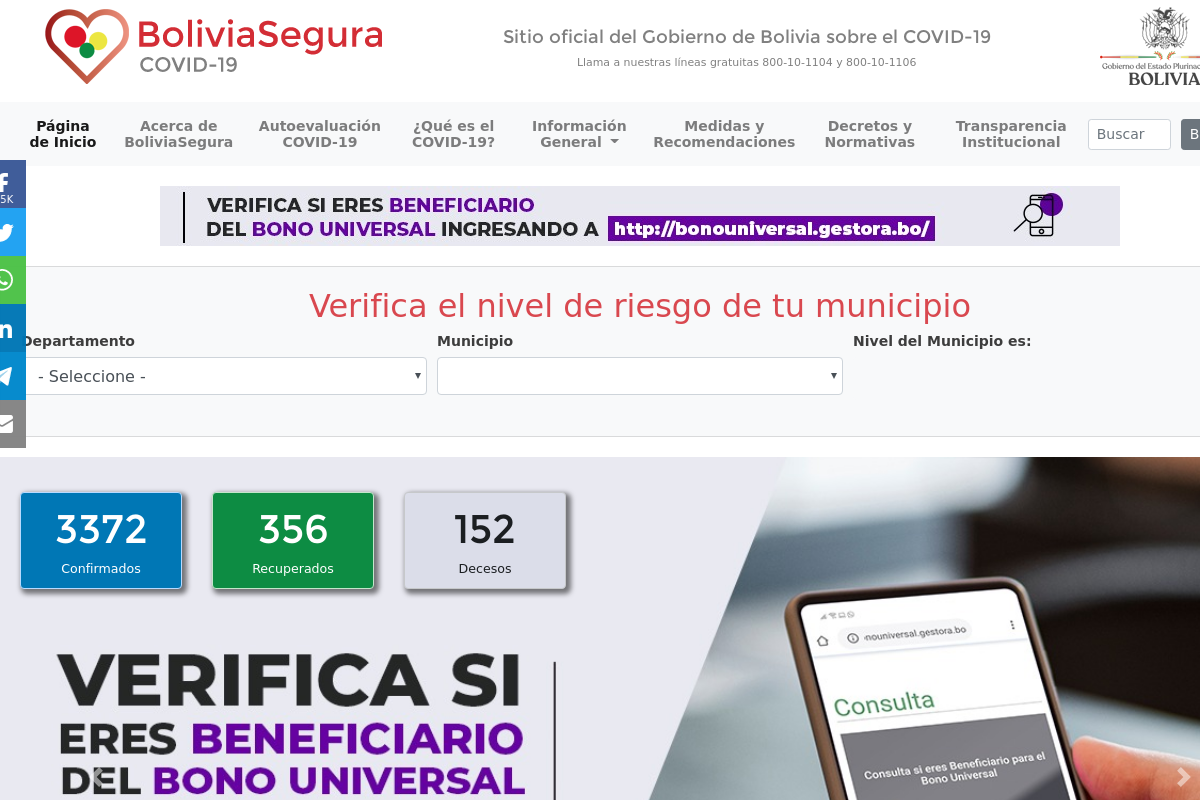 BoliviaSegura
COVID-19
Sitio oficial del Gobierno de Bolivia sobre el COVID-19
Llama a nuestras líneas gratuitas 800-10-1104 y 800-10-1106
Gobierno del Estado
BOLIVIA
Página
de Inicio
Acerca de
BoliviaSegura
Autoevaluación
COVID-19
¿Qué es el
COVID-19?
Información
General
Medidas y
Recomendaciones
Decretos y
Normativas
Transparencia
Institucional
Buscar
B
5K
VERIFICA SI ERES BENEFICIARIO
DEL BONO UNIVERSAL INGRESANDO A http://bonouniversal.gestora.bo/
Verifica el nivel de riesgo de tu municipio
Departamento
Municipio
Nivel del Municipio es:
- Seleccione -
3372
Confirmados
356
Recuperados
152
Decesos
VERIFICA SI
ERES BENEFICIARIO
DEL BONO UNIVERSAL
nouniversal.gestora.bo
Consulta
Consulta si eres Beneficiario para el
Bono Universal